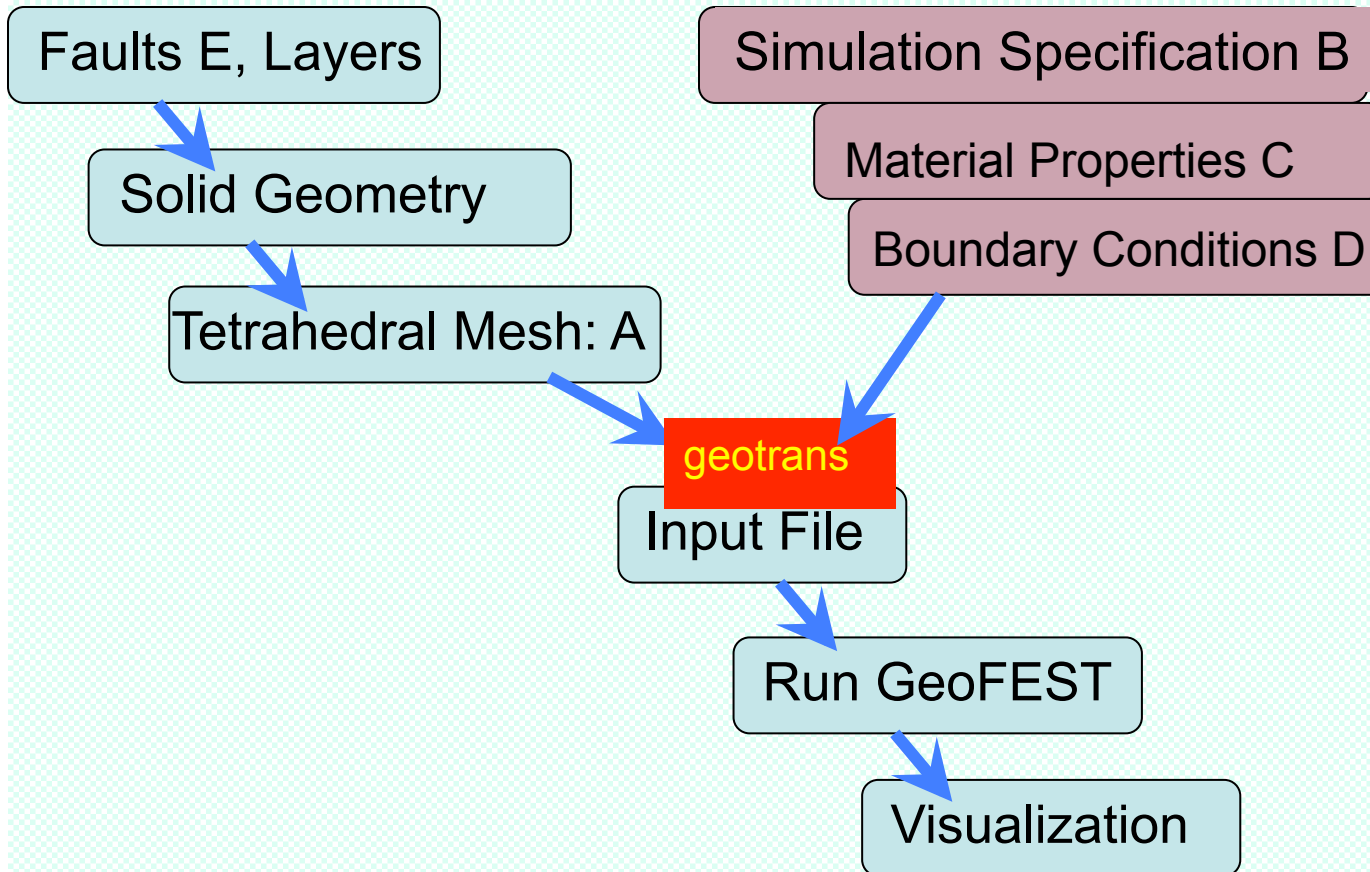 Faults E, Layers
Simulation Specification B
Material Properties C
Solid Geometry
Boundary Conditions D
Tetrahedral Mesh: A
geotrans
Input File
Run GeoFEST
Visualization